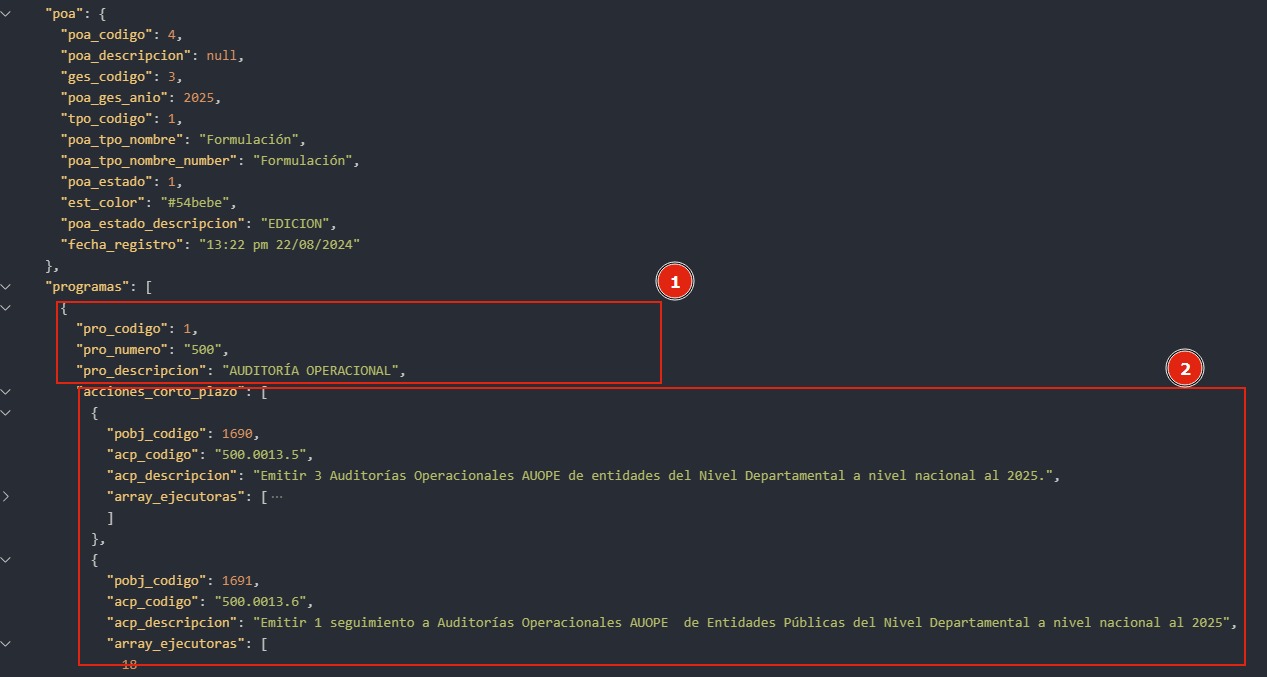 "poa": {
"poa_codigo": 4,
"poa_descripcion": null,
"ges_codigo": 3,
"poa_ges_anio": 2025,
"tpo_codigo": 1,
"poa_tpo_nombre": "Formulación",
"poa_tpo_nombre_number": "Formulación",
"poa_estado": 1,
"est_color": "#54bebe",
"poa_estado_descripcion": "EDICION",
"fecha_registro": "13:22 pm 22/08/2024"
},
"programas": [
1
{
"pro_codigo": 1,
"pro_numero": "500",
"pro_descripcion": "AUDITORÍA OPERACIONAL",
2
"acciones_corto_plazo": [
{
"pobj_codigo": 1690,
"acp_codigo": "500.0013.5",
"acp_descripcion": "Emitir 3 Auditorías Operacionales AUOPE de entidades del Nivel Departamental a nivel nacional al 2025.",
"array_ejecutoras": [ ···
]
},
{
"pobj_codigo": 1691,
"acp_codigo": "500.0013.6",
"acp_descripcion": "Emitir 1 seguimiento a Auditorías Operacionales AUOPE  de Entidades Públicas del Nivel Departamental a nivel nacional al 2025",
"array_ejecutoras": [
18